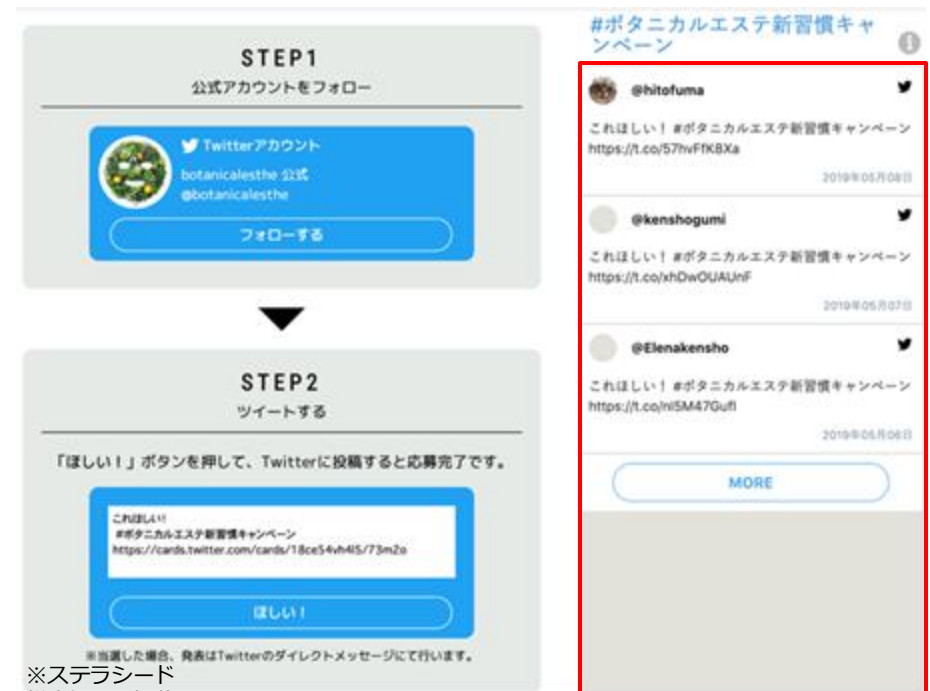 STEP1
公式アカウントをフォロー
Twitterアカウント
botanicalesthe 公式
@botanicalesthe
フォローする
STEP2
ツイートする
「ほしい！」ボタンを押して、Twitterに投稿すると応募完了です。
これほしい!
#ボタニカルエステ新習慣キャンペーン
https://cards.twitter.com/cards/18ce54vh4l5/73m2o
ほしい！
※当選した場合、発表はTwitterのダイレクトメッセージにて行います。
※ステラシード
#ボタニカルエステ新習慣キャ
ンペーン
@hitofuma
これほしい！ #ボタニカルエステ新習慣キャンペーン
https://t.co/57hvFfKBXa
2019年05月08日
@kenshogumi
これほしい！ #ボタニカルエステ新習慣キャンペーン
https://t.co/xhDwOUAUnF
2019年05月07日
@Elenakensho
これほしい！ #ボタニカルエステ新習慣キャンペーン
https://t.co/nI5M47Gufl
2019年05月06日
MORE